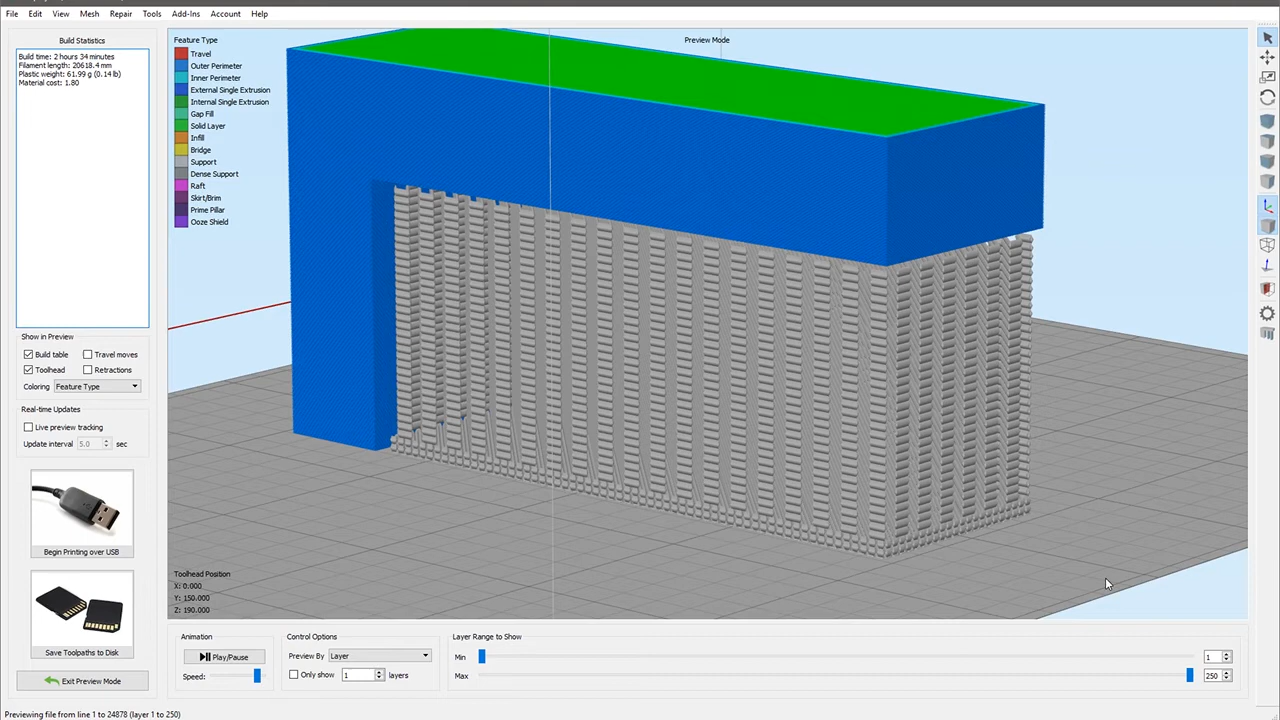 File Edit View Mesh Repair Tools Add-Ins Account Help
Build Statistics
Build time: 2 hours 34 minutes
Filament length: 20618.4 mm
Plastic weight: 61.99 g (0.14 lb)
Material cost: 1.80
Show in Preview
Build table Travel moves
Toolhead Retractions
Coloring Feature Type
Real-time Updates
Live preview tracking
Update interval 5.0 sec
Begin Printing over USB
Save Toolpaths to Disk
Exit Preview Mode
Feature Type
Travel
Outer Perimeter
Inner Perimeter
External Single Extrusion
Internal Single Extrusion
Gap Fill
Solid Layer
Infill
Bridge
Support
Dense Support
Raft
Skirt/Brim
Prime Pillar
Ooze Shield
Preview Mode
Toolhead Position
X: 0.000
Y: 150.000
Z: 190.000
Animation
Play/Pause
Speed:
Control Options
Preview By Layer
Only show 1 layers
Layer Range to Show
Min 1
Max 250
Previewing file from line 1 to 24878 (layer 1 to 250)